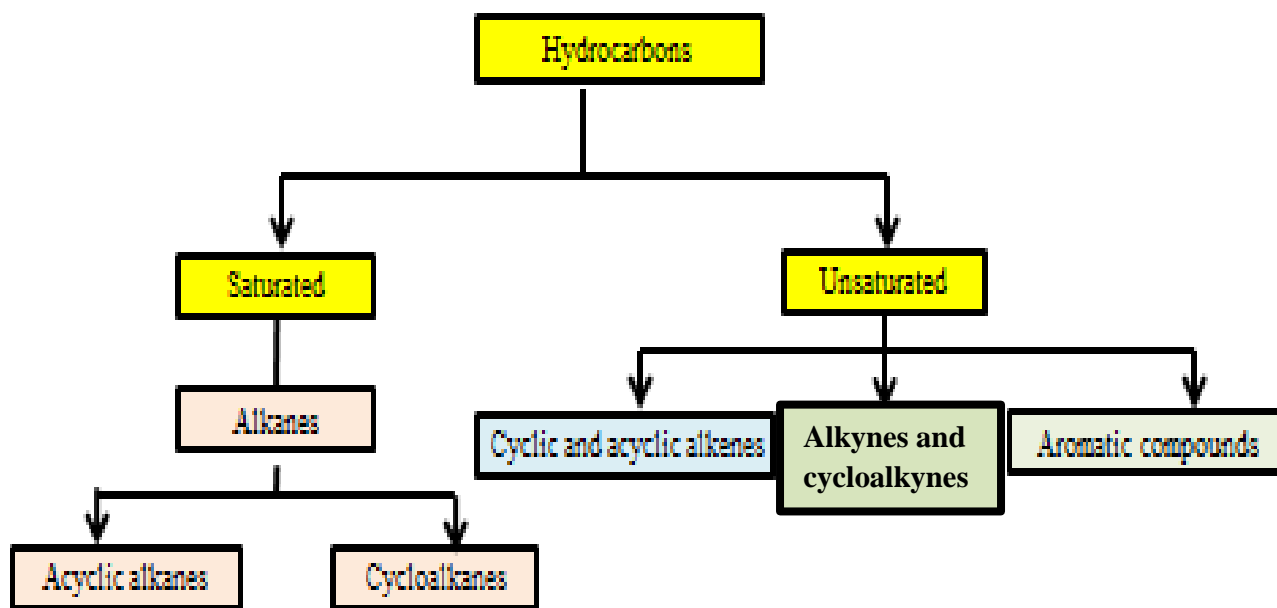 Hydrocarbons
Saturated
Unsaturated
Alkanes
Cyclic and acyclic alkenes
Alkynes and
cycloalkynes
Aromatic compounds
Acyclic alkanes
Cycloalkanes